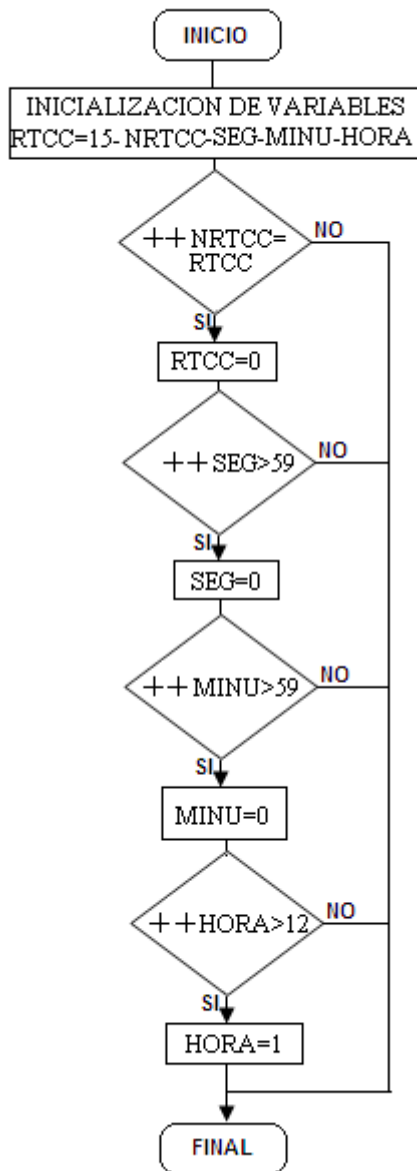 INICIO
INICIALIZACION DE VARIABLES
RTCC=15- NRTCC-SEG-MINU-HORA
++NRTCC=
RTCC
NO
SI
RTCC=0
++SEG>59
NO
SI
SEG=0
++MINU>59
NO
SI
MINU=0
++HORA>12
NO
SI
HORA=1
FINAL